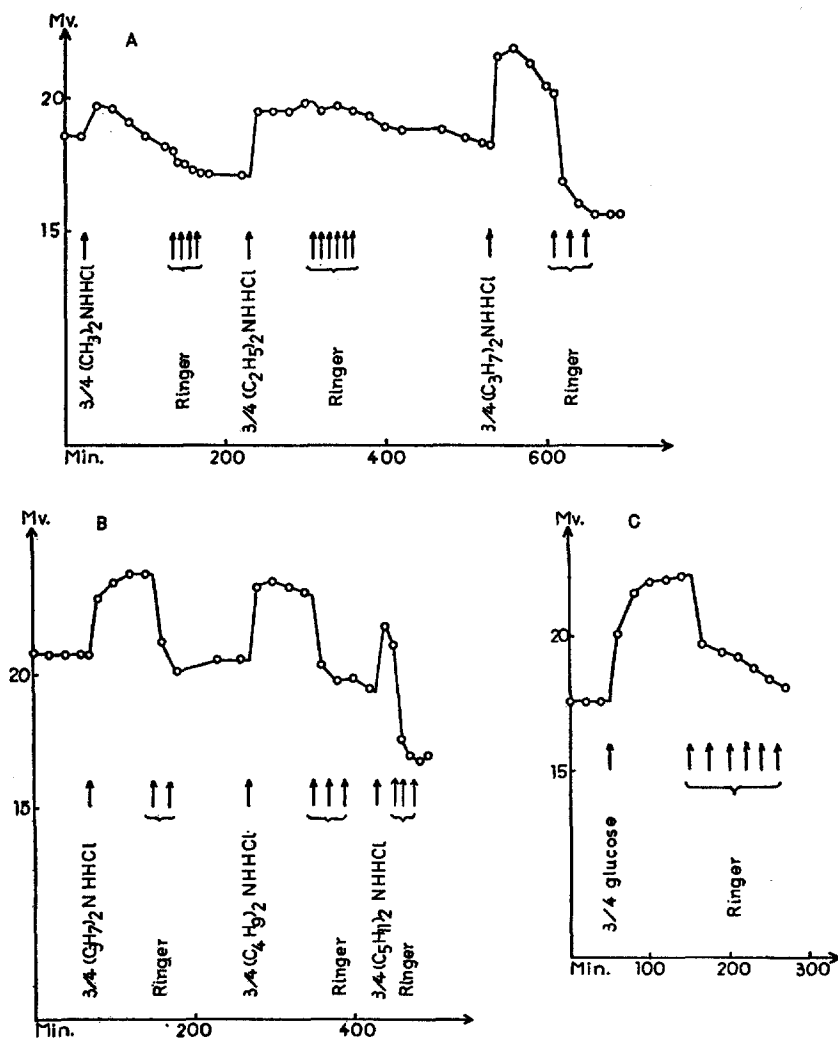 Mv.
A
20
15
3/4 (CH3)2 NHHCl
Ringer
3/4 (C2H5)2 NHHCl
Ringer
3/4 (C3H7)2 NHHCl
Ringer
Min.
200
400
600
Mv.
B
20
15
3/4 (C3H7)2 NHHCl
Ringer
3/4 (C4H9)2 NHHCl
Ringer
3/4 (C5H11)2 NHHCl
Ringer
Min.
200
400
Mv.
C
20
15
3/4 glucose
Ringer
Min.
100
200
300